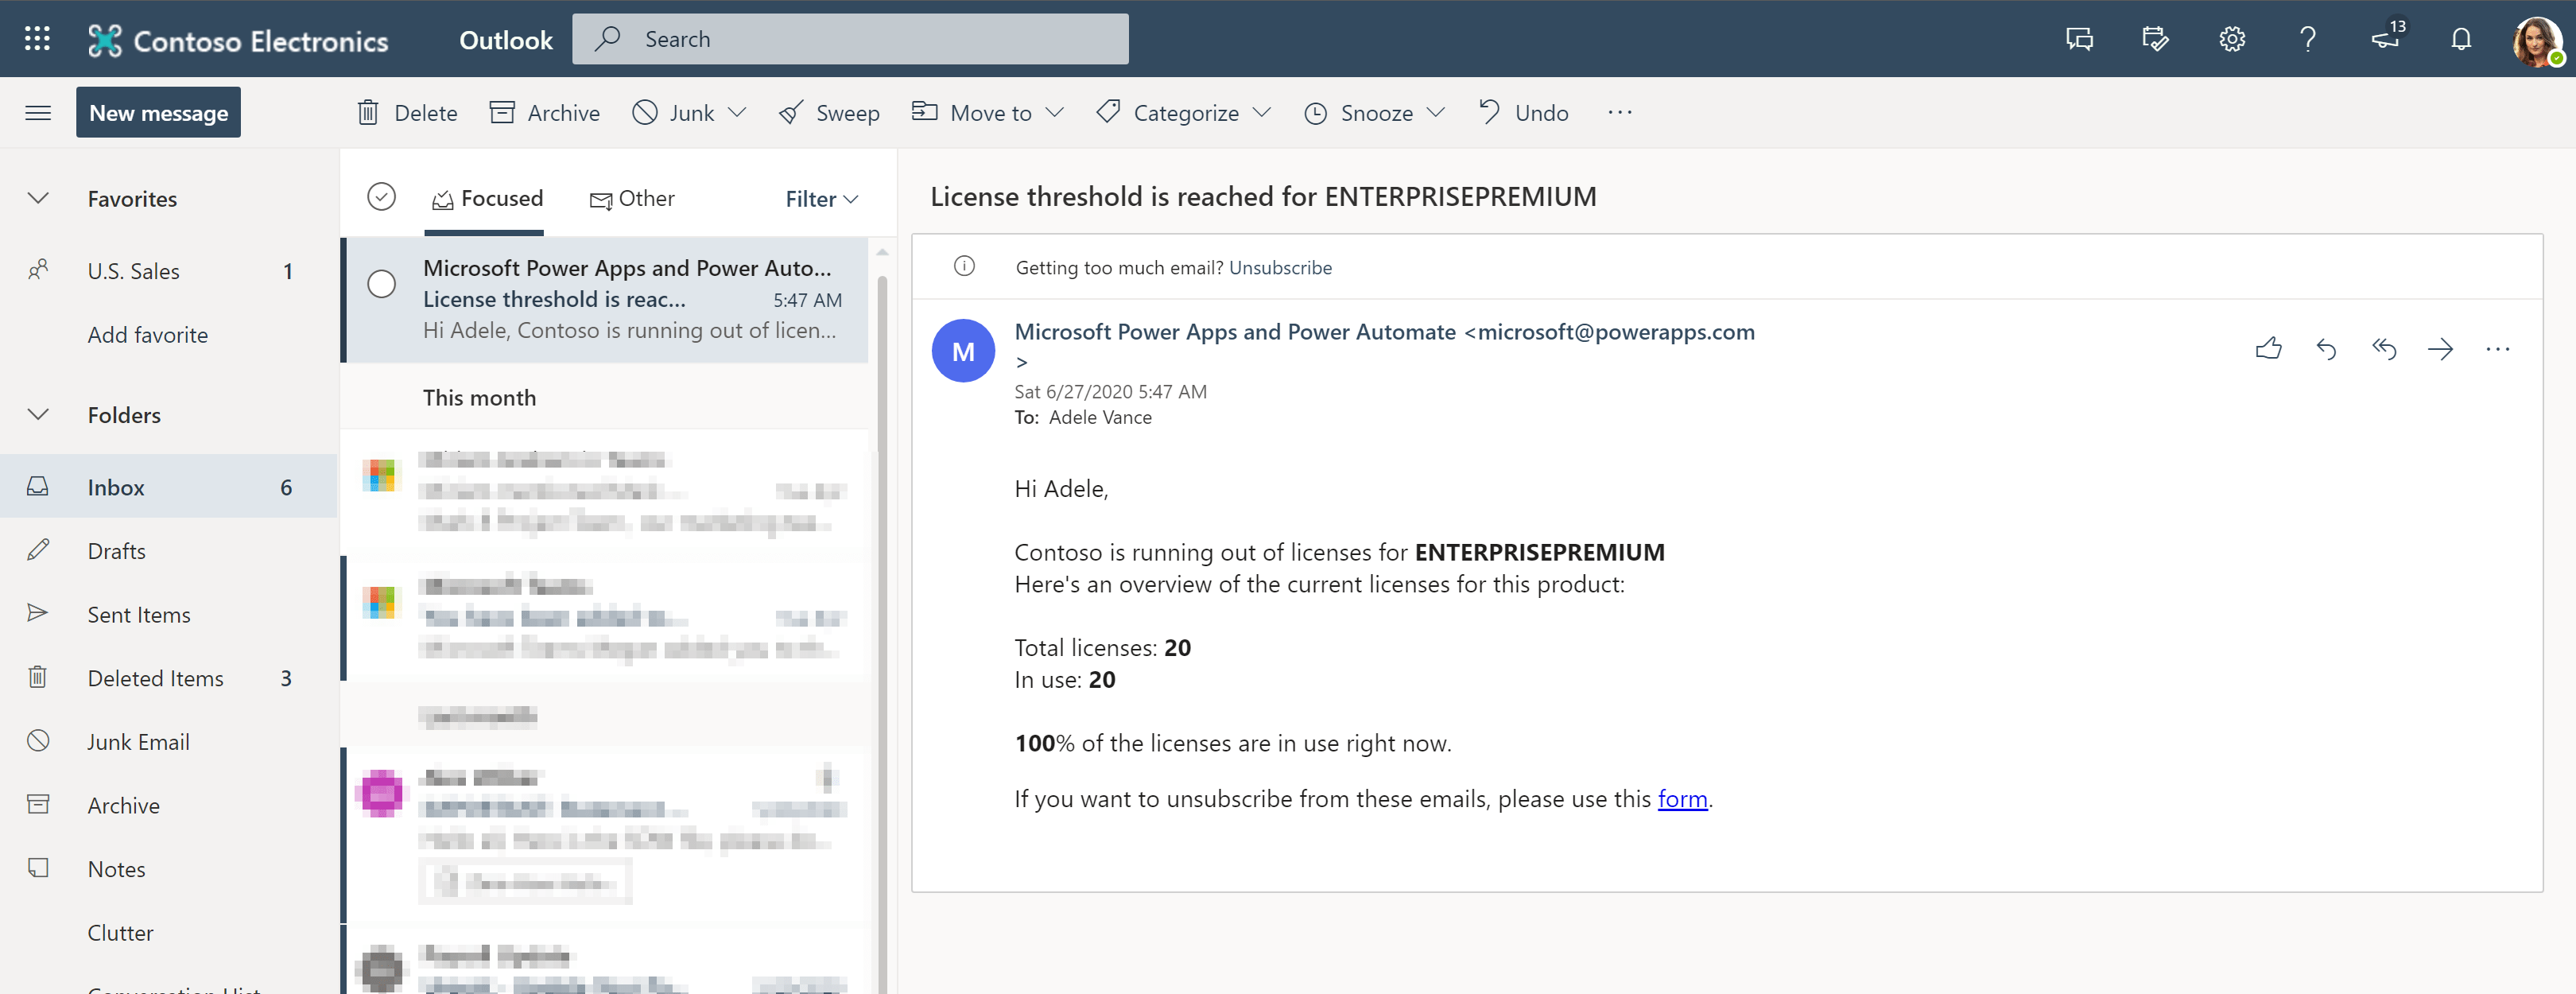 Contoso Electronics
Outlook
Search
13
New message
Delete
Archive
Junk
Sweep
Move to
Categorize
Snooze
Undo
Favorites
U.S. Sales 1
Add favorite
Folders
Inbox 6
Drafts
Sent Items
Deleted Items 3
Junk Email
Archive
Notes
Clutter
Focused
Other
Filter
Microsoft Power Apps and Power Auto...
License threshold is reac... 5:47 AM
Hi Adele, Contoso is running out of licen...
This month
License threshold is reached for ENTERPRISEPREMIUM
Getting too much email? Unsubscribe
M
Microsoft Power Apps and Power Automate <microsoft@powerapps.com
>
Sat 6/27/2020 5:47 AM
To: Adele Vance
Hi Adele,
Contoso is running out of licenses for ENTERPRISEPREMIUM
Here's an overview of the current licenses for this product:
Total licenses: 20
In use: 20
100% of the licenses are in use right now.
If you want to unsubscribe from these emails, please use this form.